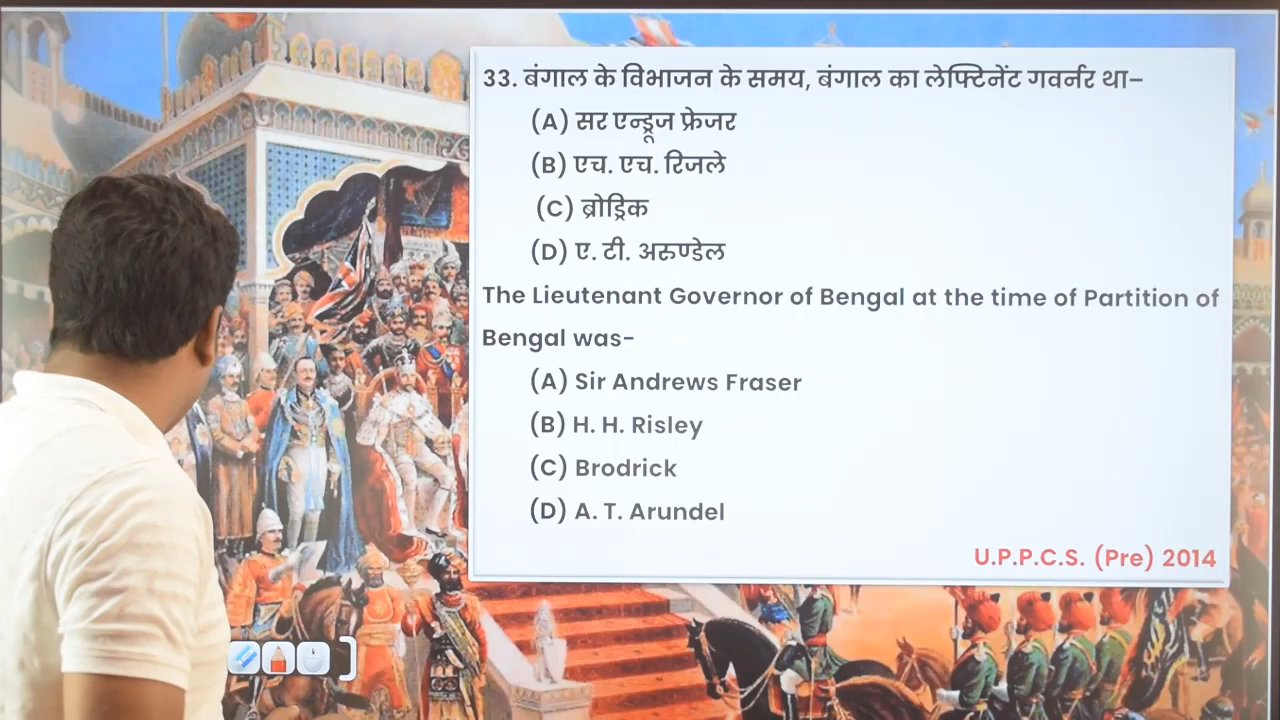 33. बंगाल के विभाजन के समय, बंगाल का लेफ्टिनेंट गवर्नर था–
(A) सर एन्ड्रूज फ्रेजर
(B) एच. एच. रिजले
(C) ब्रोड्रिक
(D) ए. टी. अरुण्डेल
The Lieutenant Governor of Bengal at the time of Partition of
Bengal was-
(A) Sir Andrews Fraser
(B) H. H. Risley
(C) Brodrick
(D) A. T. Arundel
U.P.P.C.S. (Pre) 2014